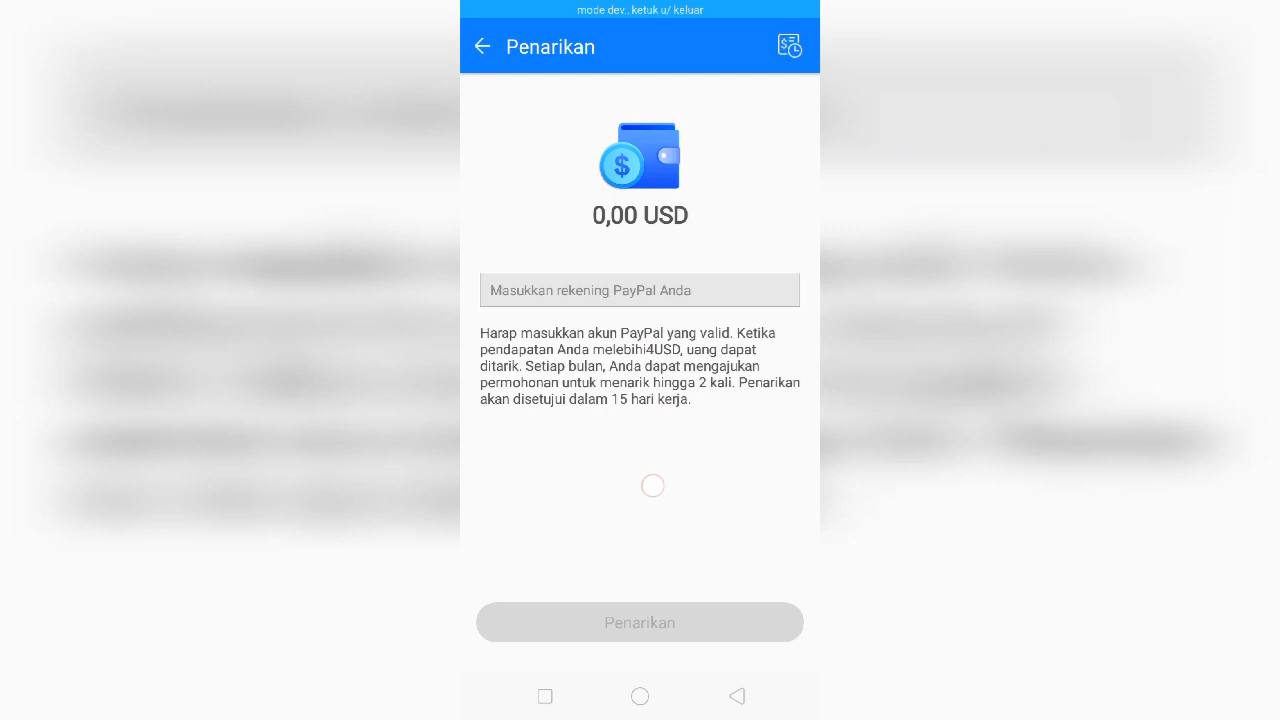 mode dev., ketuk u/ keluar
Penarikan
0,00 USD
Masukkan rekening PayPal Anda
Harap masukkan akun PayPal yang valid. Ketika
pendapatan Anda melebihi4USD, uang dapat
ditarik. Setiap bulan, Anda dapat mengajukan
permohonan untuk menarik hingga 2 kali. Penarikan
akan disetujui dalam 15 hari kerja.
Penarikan